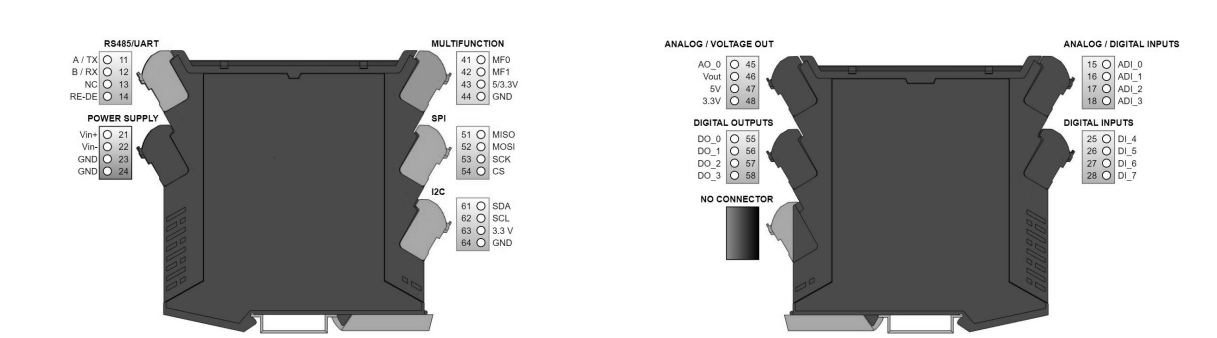 RS485/UART
A / TX 11
B / RX 12
NC 13
RE-DE 14
POWER SUPPLY
Vin+ 21
Vin- 22
GND 23
GND 24
MULTIFUNCTION
41 MF0
42 MF1
43 5/3.3V
44 GND
SPI
51 MISO
52 MOSI
53 SCK
54 CS
I2C
61 SDA
62 SCL
63 3.3 V
64 GND
ANALOG / VOLTAGE OUT
AO_0 45
Vout 46
5V 47
3.3V 48
DIGITAL OUTPUTS
DO_0 55
DO_1 56
DO_2 57
DO_3 58
NO CONNECTOR
ANALOG / DIGITAL INPUTS
15 ADI_0
16 ADI_1
17 ADI_2
18 ADI_3
DIGITAL INPUTS
25 DI_4
26 DI_5
27 DI_6
28 DI_7